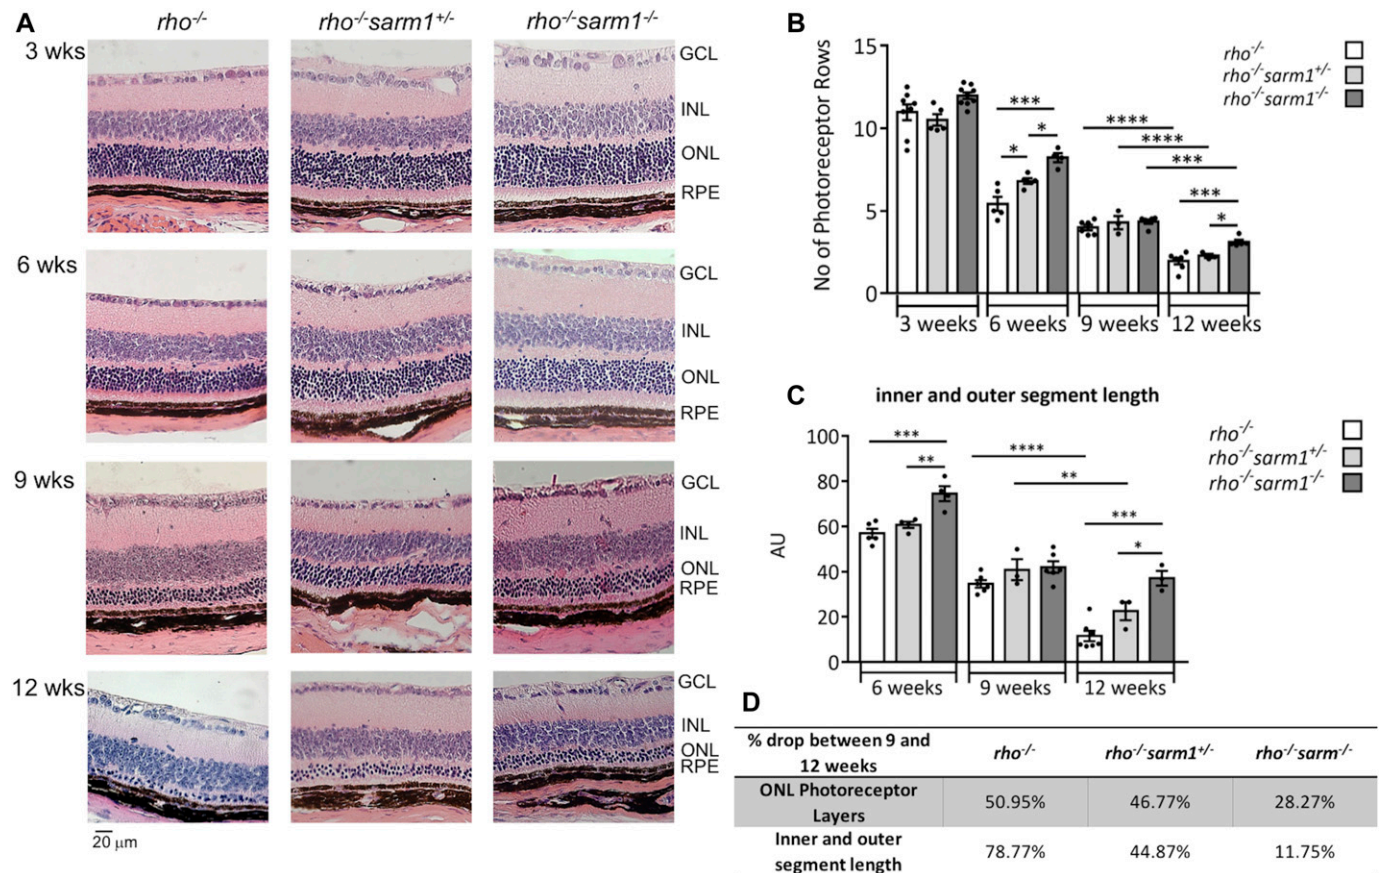 A
rho-/-
rho-/-sarm1+/-
rho-/-sarm1-/-
3 wks
GCL
INL
ONL
RPE
6 wks
GCL
INL
ONL
RPE
9 wks
GCL
INL
ONL
RPE
12 wks
GCL
INL
ONL
RPE
20 µm
B
No of Photoreceptor Rows
15
10
5
0
rho-/-
rho-/-sarm1+/-
rho-/-sarm1-/-
***
*
*
****
****
***
***
*
3 weeks
6 weeks
9 weeks
12 weeks
C
inner and outer segment length
AU
100
80
60
40
20
0
rho-/-
rho-/-sarm1+/-
rho-/-sarm1-/-
***
**
****
**
***
*
6 weeks
9 weeks
12 weeks
D
% drop between 9 and
12 weeks
rho-/-
rho-/-sarm1+/-
rho-/-sarm-/-
ONL Photoreceptor
Layers
50.95%
46.77%
28.27%
Inner and outer
segment length
78.77%
44.87%
11.75%